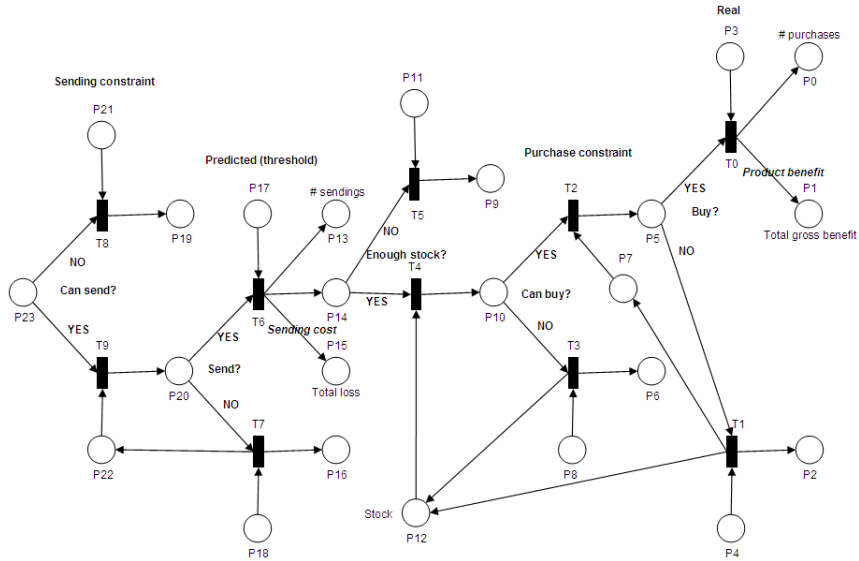 Real
P3
# purchases
P0
T0
Product benefit
P1
Total gross benefit
YES
Buy?
NO
Sending constraint
P21
T8
P19
NO
Can send?
P23
YES
T9
P20
P22
Predicted (threshold)
P17
# sendings
P13
T6
Sending cost
P14
P15
Total loss
YES
Send?
NO
T7
P16
P18
P11
T5
P9
NO
Enough stock?
YES
T4
P10
Purchase constraint
T2
P5
P7
YES
Can buy?
NO
T3
P6
P8
Stock
P12
T1
P2
P4